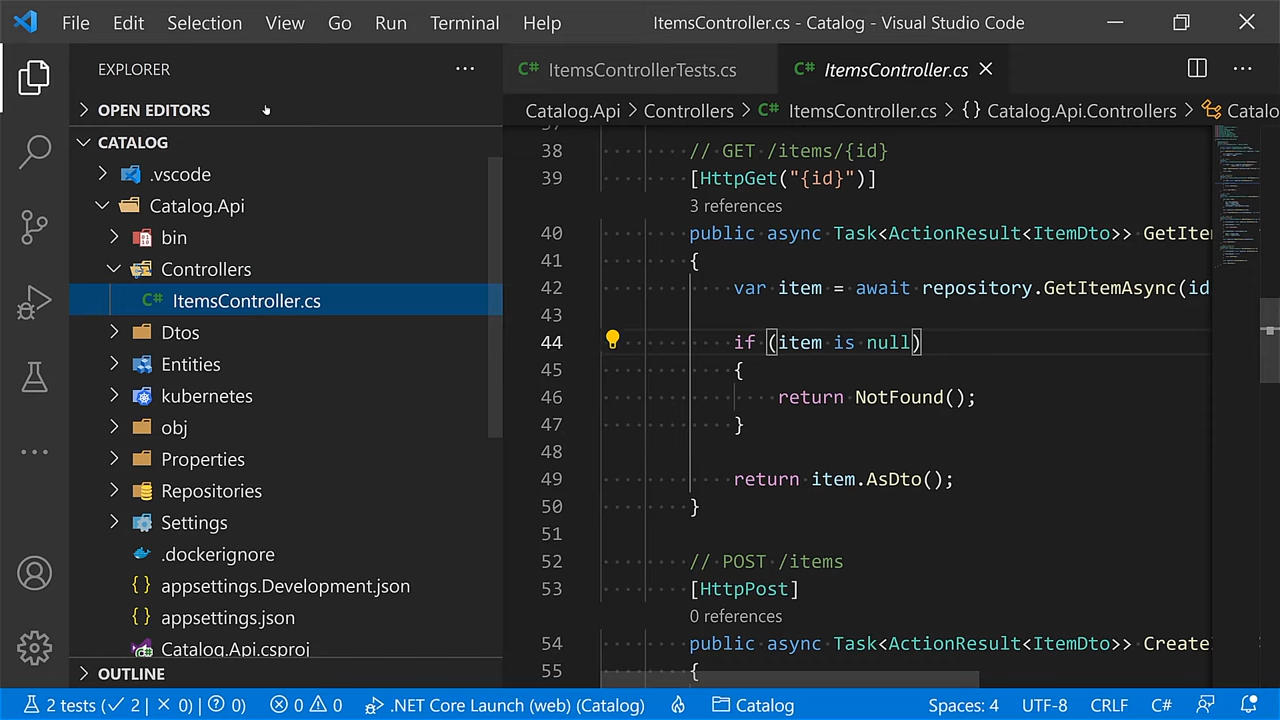 File Edit Selection View Go Run Terminal Help ItemsController.cs - Catalog - Visual Studio Code
EXPLORER
OPEN EDITORS
CATALOG
.vscode
Catalog.Api
bin
Controllers
C# ItemsController.cs
Dtos
Entities
kubernetes
obj
Properties
Repositories
Settings
.dockerignore
{} appsettings.Development.json
{} appsettings.json
Catalog.Api.csproj
OUTLINE
C# ItemsControllerTests.cs C# ItemsController.cs
Catalog.Api > Controllers > C# ItemsController.cs > {} Catalog.Api.Controllers > Catalo
37
38 // GET /items/{id}
39 [HttpGet("{id}")]
3 references
40 public async Task<ActionResult<ItemDto>> GetIte
41 {
42 var item = await repository.GetItemAsync(id
43
44 if (item is null)
45 {
46 return NotFound();
47 }
48
49 return item.AsDto();
50 }
51
52 // POST /items
53 [HttpPost]
0 references
54 public async Task<ActionResult<ItemDto>> Create
55 {
2 tests (✓ 2 | ✕ 0) | ? 0) 0 0 .NET Core Launch (web) (Catalog) Catalog Spaces: 4 UTF-8 CRLF C#